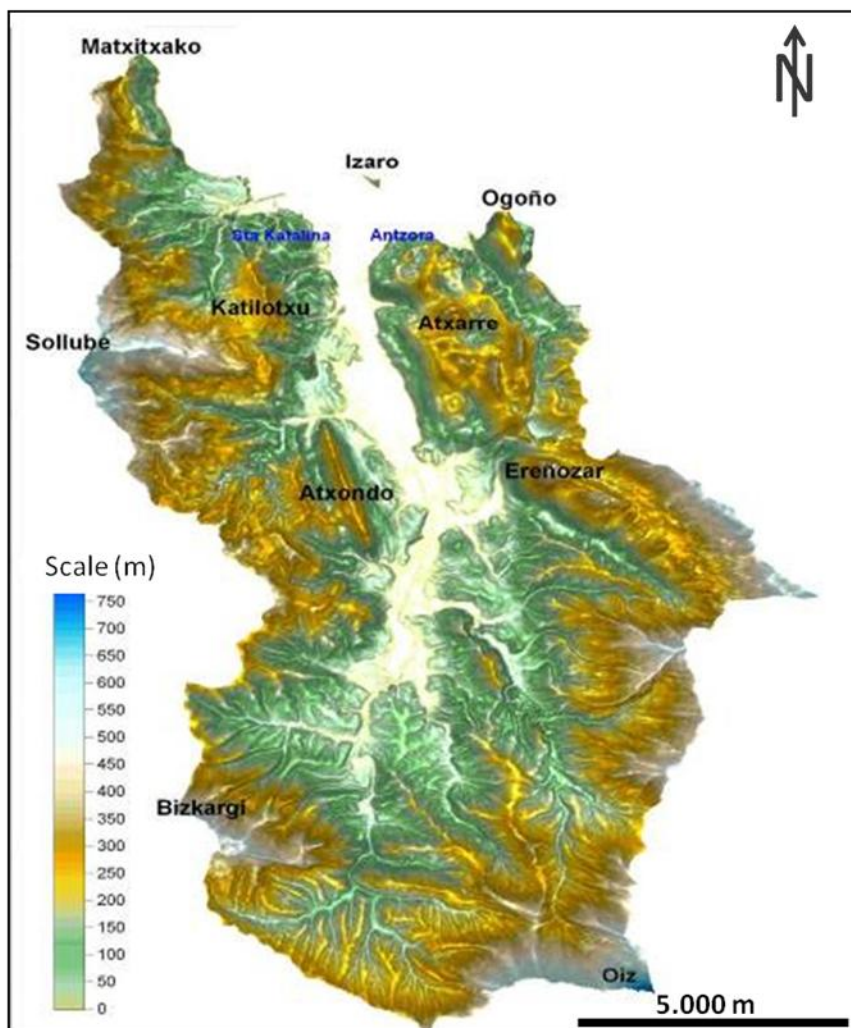 Matxitxako
N
Izaro
Ogoño
Sta Katalina
Antzora
Katilotxu
Atxarre
Sollube
Ereñozar
Atxondo
Scale (m)
750
700
650
600
550
500
450
400
350
300
250
200
150
100
50
0
Bizkargi
Oiz
5.000 m